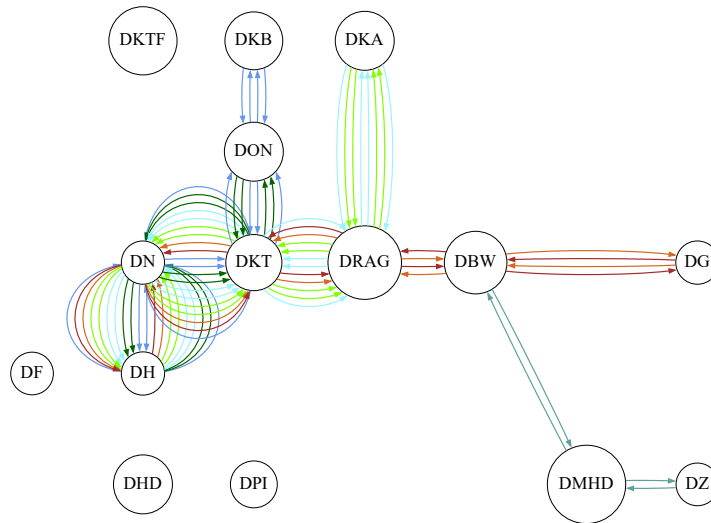 DKTF DKB DKA
DON
DN DKT DRAG DBW DG
DF DH
DHD DPI DMHD DZ